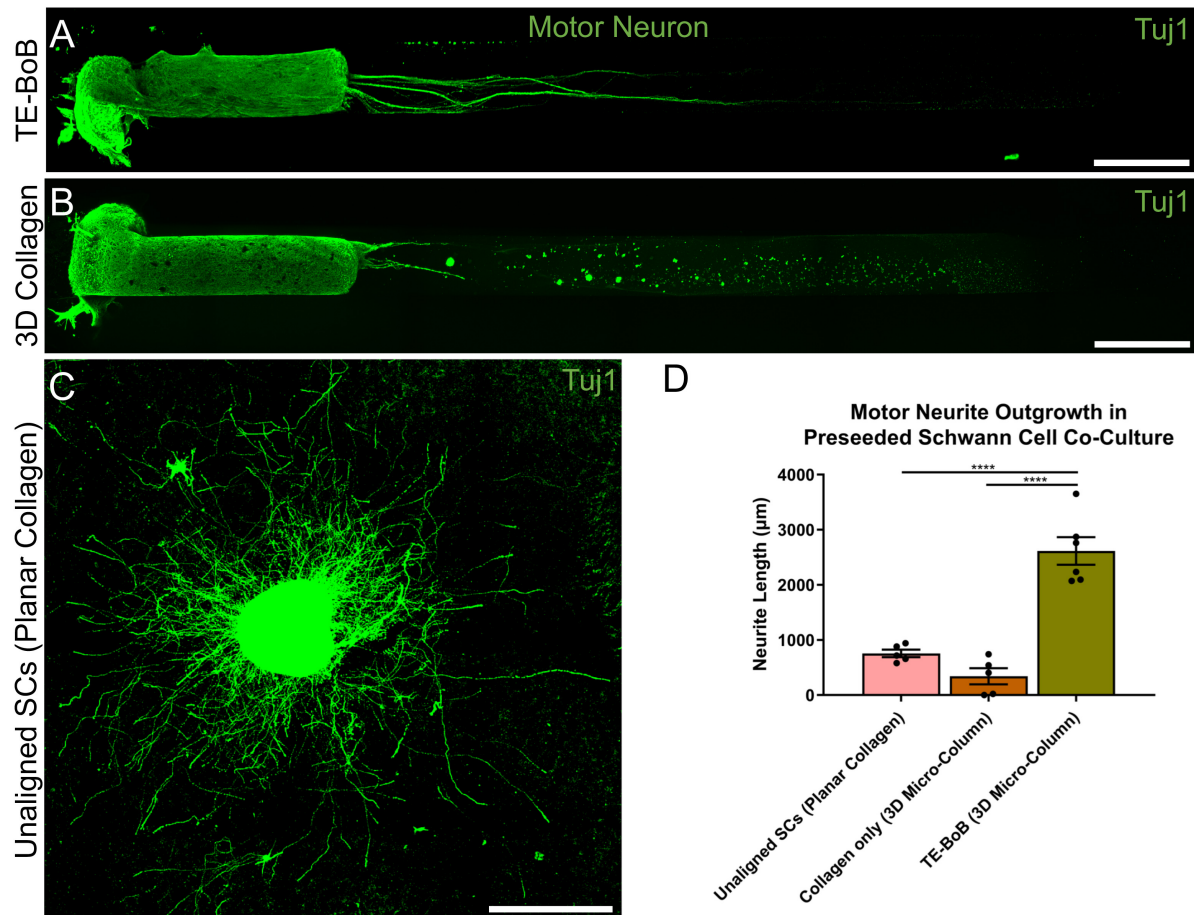 A
Motor Neuron
Tuj1
TE-BoB
B
Tuj1
3D Collagen
C
Tuj1
Unaligned SCs (Planar Collagen)
D
Motor Neurite Outgrowth in
Preseeded Schwann Cell Co-Culture
****
****
Neurite Length (µm)
4000
3000
2000
1000
0
Unaligned SCs (Planar Collagen)
Collagen only (3D Micro-Column)
TE-BoB (3D Micro-Column)